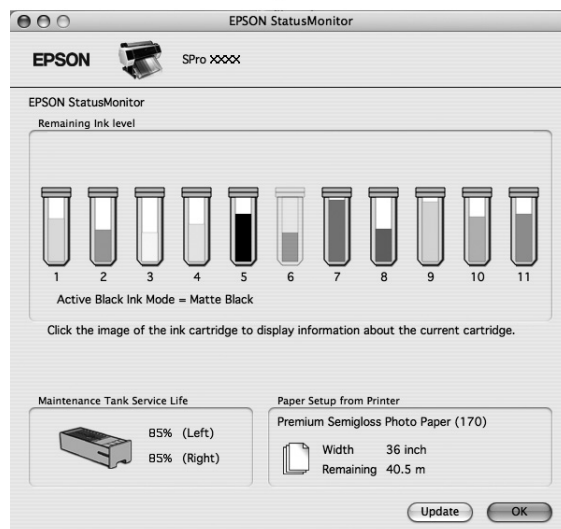 EPSON StatusMonitor
EPSON SPro XXXX
EPSON StatusMonitor
Remaining Ink level
1 2 3 4 5 6 7 8 9 10 11
Active Black Ink Mode = Matte Black
Click the image of the ink cartridge to display information about the current cartridge.
Maintenance Tank Service Life
85% (Left)
85% (Right)
Paper Setup from Printer
Premium Semigloss Photo Paper (170)
Width 36 inch
Remaining 40.5 m
Update OK